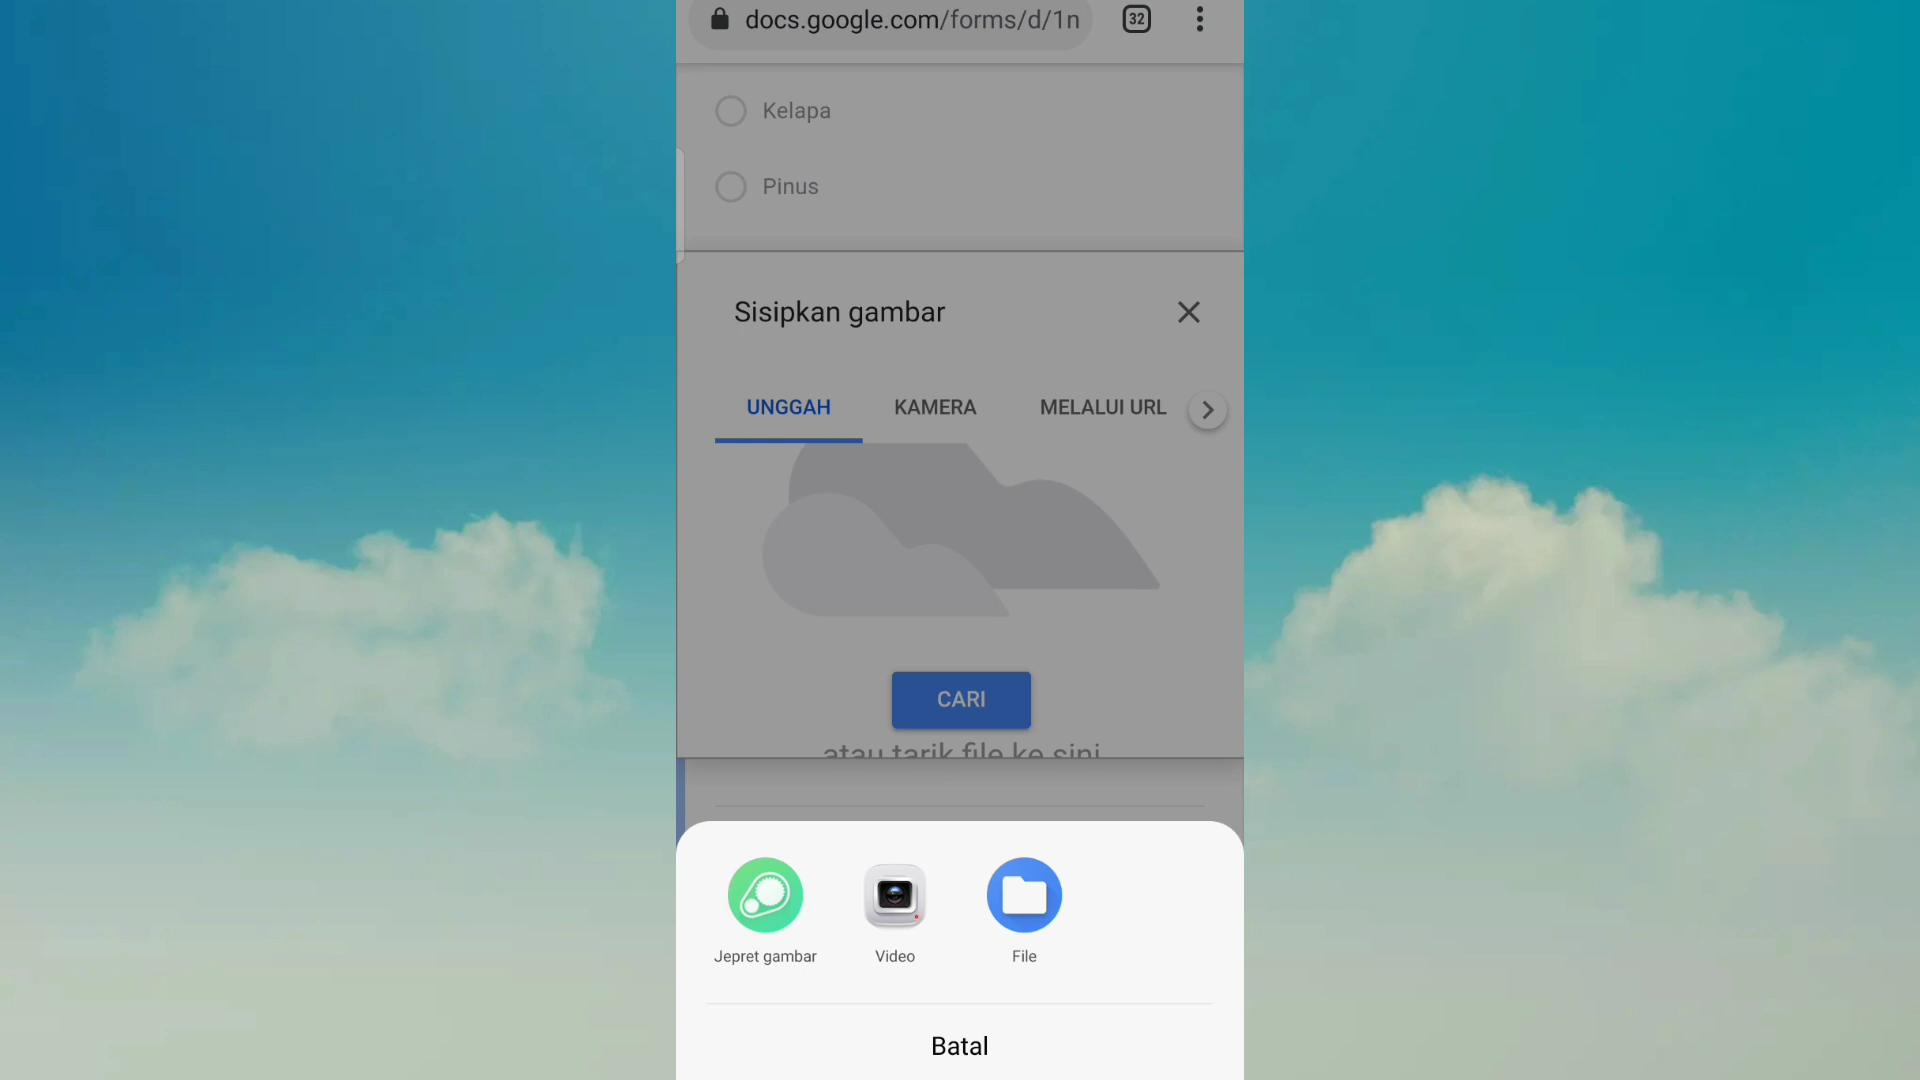 docs.google.com/forms/d/1n
32
Kelapa
Pinus
Sisipkan gambar
UNGGAH KAMERA MELALUI URL
CARI
atau tarik file ke sini
Jepret gambar Video File
Batal